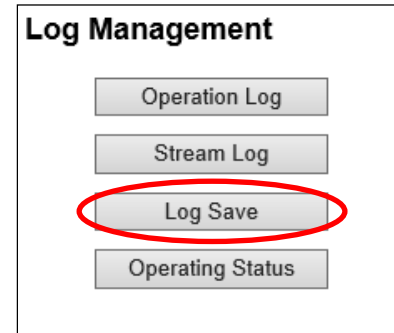 Log Management
Operation Log
Stream Log
Log Save
Operating Status